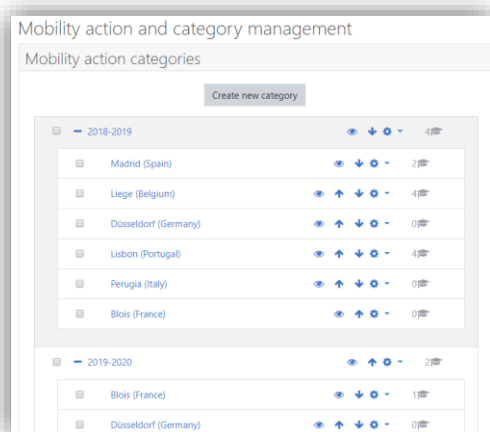 Mobility action and category management
Mobility action categories
Create new category
2018-2019 4
Madrid (Spain) 2
Liege (Belgium) 4
Düsseldorf (Germany) 0
Lisbon (Portugal) 4
Perugia (Italy) 0
Blois (France) 0
2019-2020 2
Blois (France) 1
Düsseldorf (Germany) 0